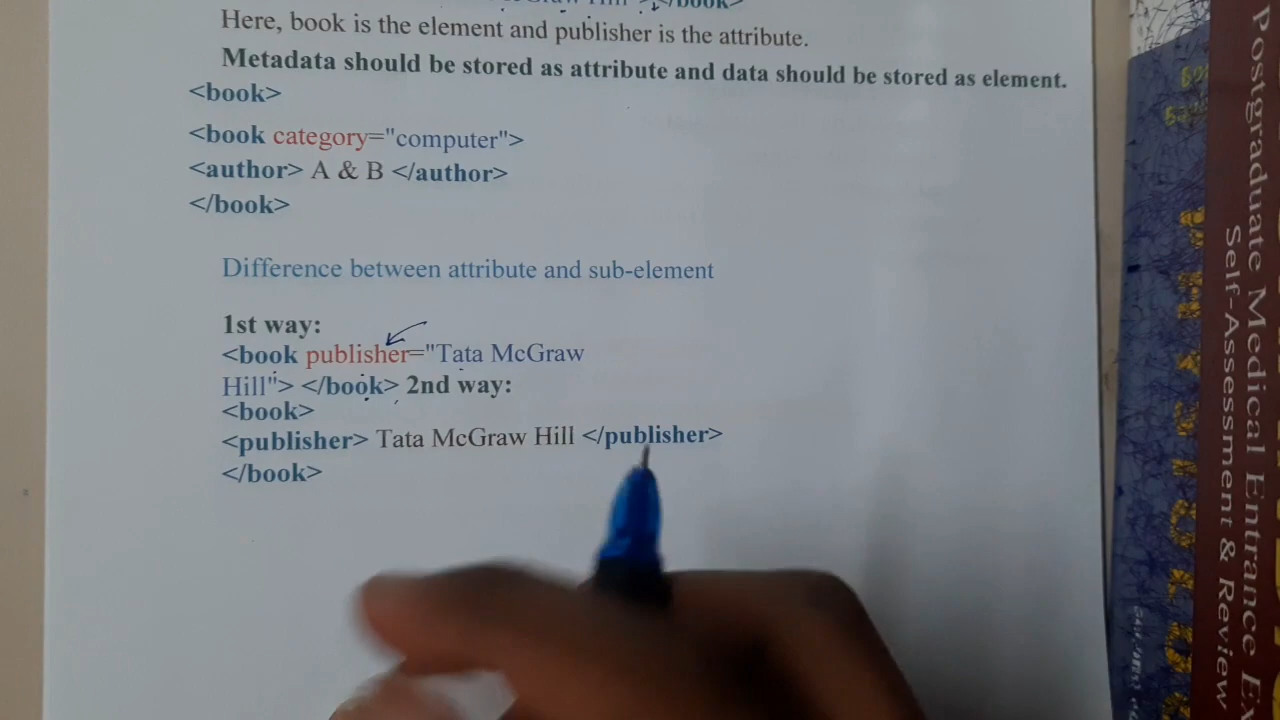 </book>
Here, book is the element and publisher is the attribute.
Metadata should be stored as attribute and data should be stored as element.
<book>
<book category="computer">
<author> A & B </author>
</book>
Difference between attribute and sub-element
1st way:
<book publisher="Tata McGraw
Hill"> </book> 2nd way:
<book>
<publisher> Tata McGraw Hill </publisher>
</book>
Postgraduate Medical Entrance
Self-Assessment & Review